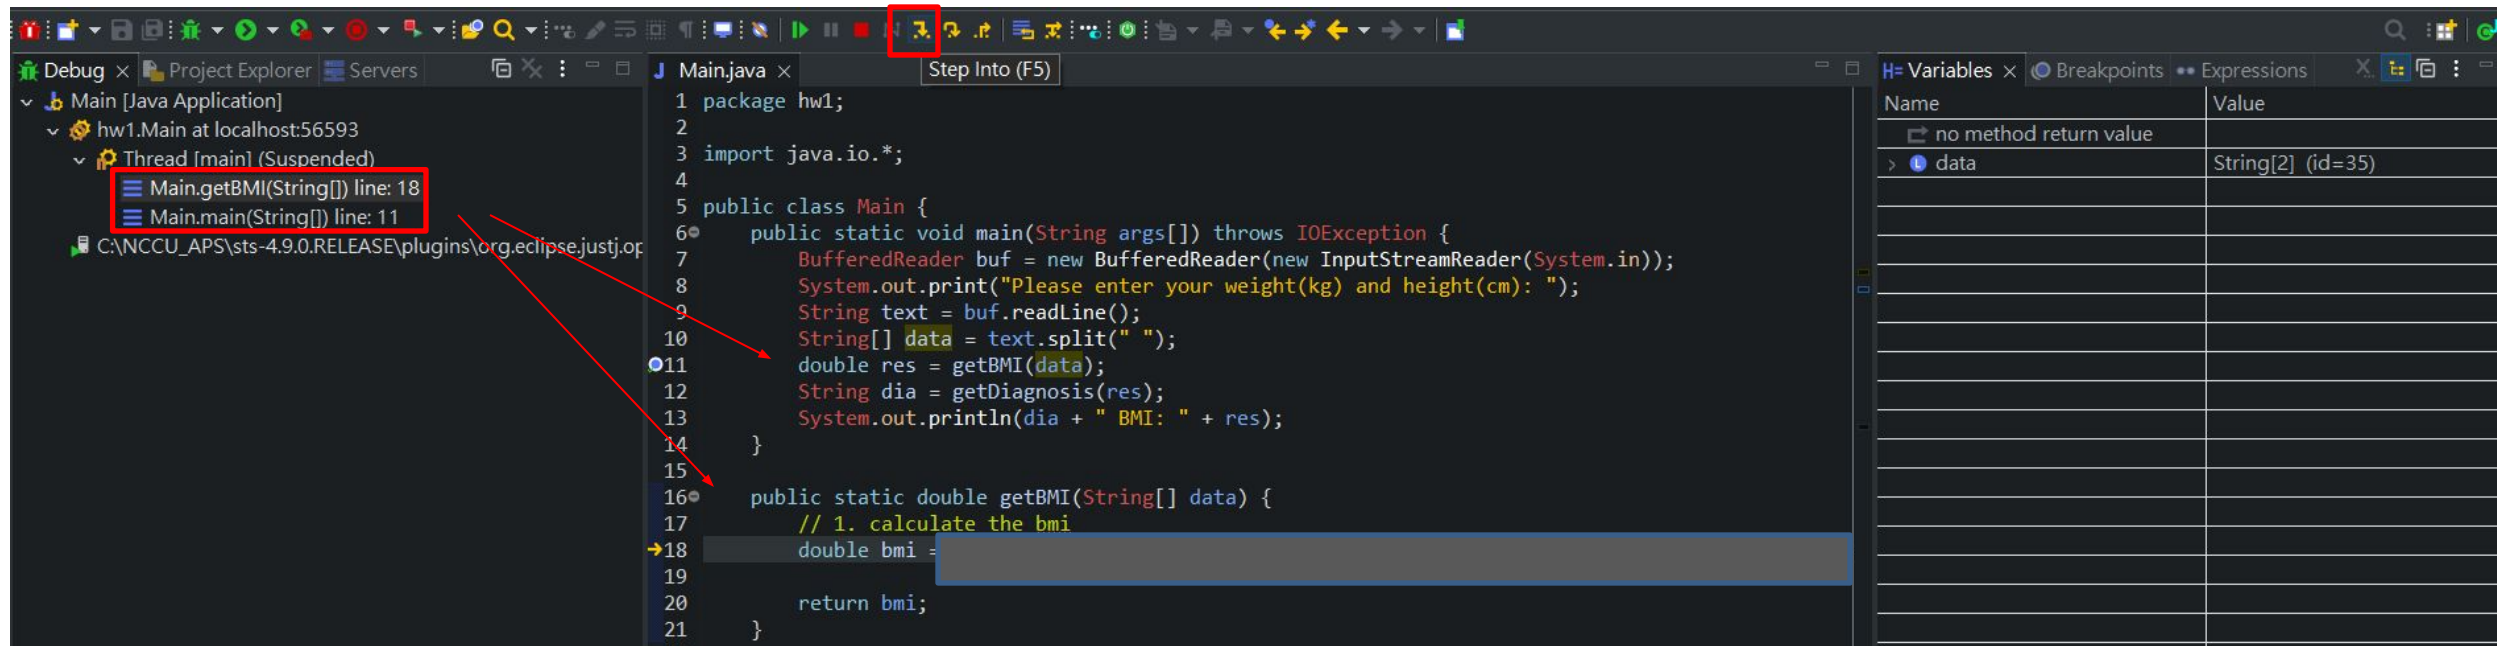 Step Into (F5)
Debug
Project Explorer
Servers
Main [Java Application]
hw1.Main at localhost:56593
Thread [main] (Suspended)
Main.getBMI(String[]) line: 18
Main.main(String[]) line: 11
C:\NCCU_APS\sts-4.9.0.RELEASE\plugins\org.eclipse.justj.op
Main.java
1 package hw1;
2
3 import java.io.*;
4
5 public class Main {
6 public static void main(String args[]) throws IOException {
7 BufferedReader buf = new BufferedReader(new InputStreamReader(System.in));
8 System.out.print("Please enter your weight(kg) and height(cm): ");
9 String text = buf.readLine();
10 String[] data = text.split(" ");
11 double res = getBMI(data);
12 String dia = getDiagnosis(res);
13 System.out.println(dia + " BMI: " + res);
14 }
15
16 public static double getBMI(String[] data) {
17 // 1. calculate the bmi
18 double bmi =
19
20 return bmi;
21 }
Variables
Breakpoints
Expressions
Name Value
no method return value
data String[2] (id=35)